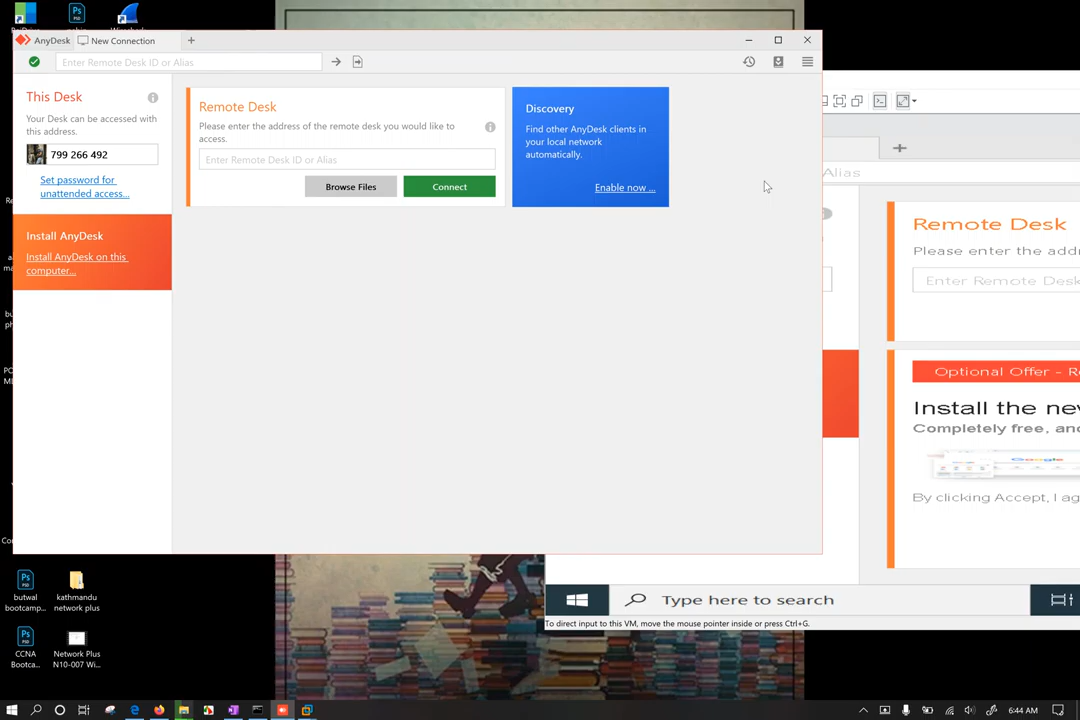 AnyDesk
New Connection
Enter Remote Desk ID or Alias
This Desk
Your Desk can be accessed with
this address.
799 266 492
Set password for
unattended access...
Install AnyDesk
Install AnyDesk on this
computer...
Remote Desk
Please enter the address of the remote desk you would like to
access.
Enter Remote Desk ID or Alias
Browse Files
Connect
Discovery
Find other AnyDesk clients in
your local network
automatically.
Enable now ...
Alias
Remote Desk
Please enter the
Enter Remote Desk
Optional Offer -
Install the
Completely free,
By clicking Accept, I
Type here to search
To direct input to this VM, move the mouse pointer inside or press Ctrl+G.
butwal
bootcamp...
kathmandu
network plus
CCNA
Bootca...
Network Plus
N10-007 Wi...
6:44 AM